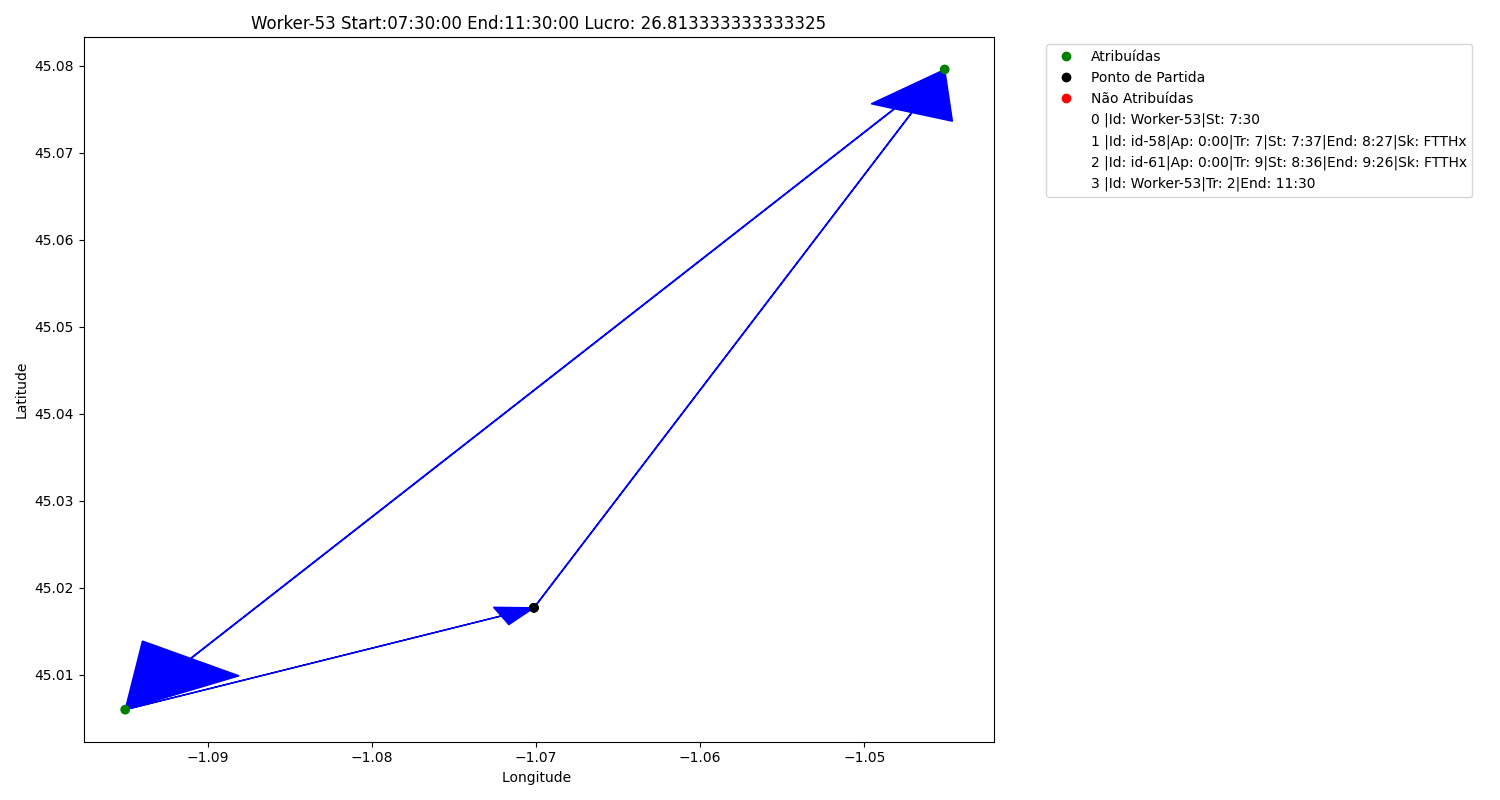 Worker-53 Start:07:30:00 End:11:30:00 Lucro: 26.813333333333325
45.08
45.07
45.06
45.05
45.04
45.03
45.02
45.01
Latitude
−1.09
−1.08
−1.07
−1.06
−1.05
Longitude
Atribuídas
Ponto de Partida
Não Atribuídas
0 |Id: Worker-53|St: 7:30
1 |Id: id-58|Ap: 0:00|Tr: 7|St: 7:37|End: 8:27|Sk: FTTHx
2 |Id: id-61|Ap: 0:00|Tr: 9|St: 8:36|End: 9:26|Sk: FTTHx
3 |Id: Worker-53|Tr: 2|End: 11:30